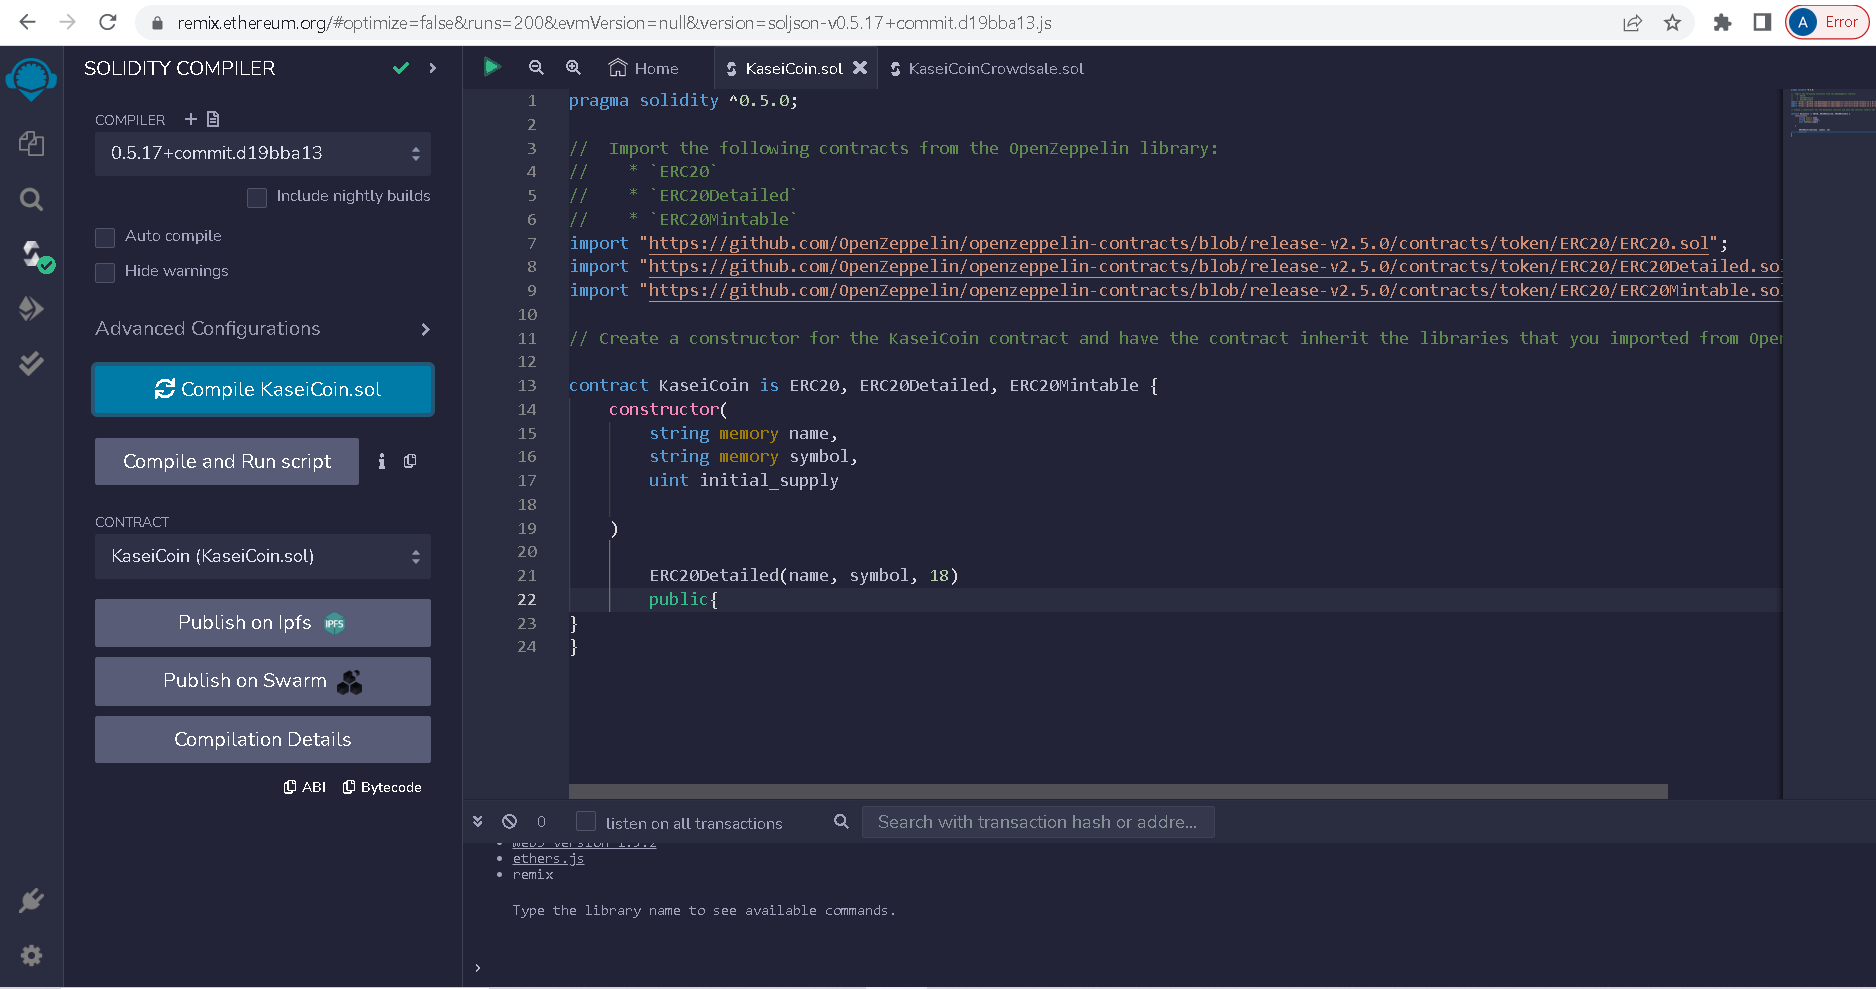 remix.ethereum.org/#optimize=false&runs=200&evmVersion=null&version=soljson-v0.5.17+commit.d19bba13.js
A Error
SOLIDITY COMPILER
COMPILER
0.5.17+commit.d19bba13
Include nightly builds
Auto compile
Hide warnings
Advanced Configurations
Compile KaseiCoin.sol
Compile and Run script
CONTRACT
KaseiCoin (KaseiCoin.sol)
Publish on Ipfs IPFS
Publish on Swarm
Compilation Details
ABI Bytecode
Home KaseiCoin.sol KaseiCoinCrowdsale.sol
1 pragma solidity ^0.5.0;
2
3 //  Import the following contracts from the OpenZeppelin library:
4 //    * `ERC20`
5 //    * `ERC20Detailed`
6 //    * `ERC20Mintable`
7 import "https://github.com/OpenZeppelin/openzeppelin-contracts/blob/release-v2.5.0/contracts/token/ERC20/ERC20.sol";
8 import "https://github.com/OpenZeppelin/openzeppelin-contracts/blob/release-v2.5.0/contracts/token/ERC20/ERC20Detailed.so
9 import "https://github.com/OpenZeppelin/openzeppelin-contracts/blob/release-v2.5.0/contracts/token/ERC20/ERC20Mintable.so
10
11 // Create a constructor for the KaseiCoin contract and have the contract inherit the libraries that you imported from Open
12
13 contract KaseiCoin is ERC20, ERC20Detailed, ERC20Mintable {
14     constructor(
15         string memory name,
16         string memory symbol,
17         uint initial_supply
18
19     )
20
21         ERC20Detailed(name, symbol, 18)
22         public{
23 }
24 }
0 listen on all transactions Search with transaction hash or addre...
• web3 version 1.5.2
• ethers.js
• remix
Type the library name to see available commands.
>